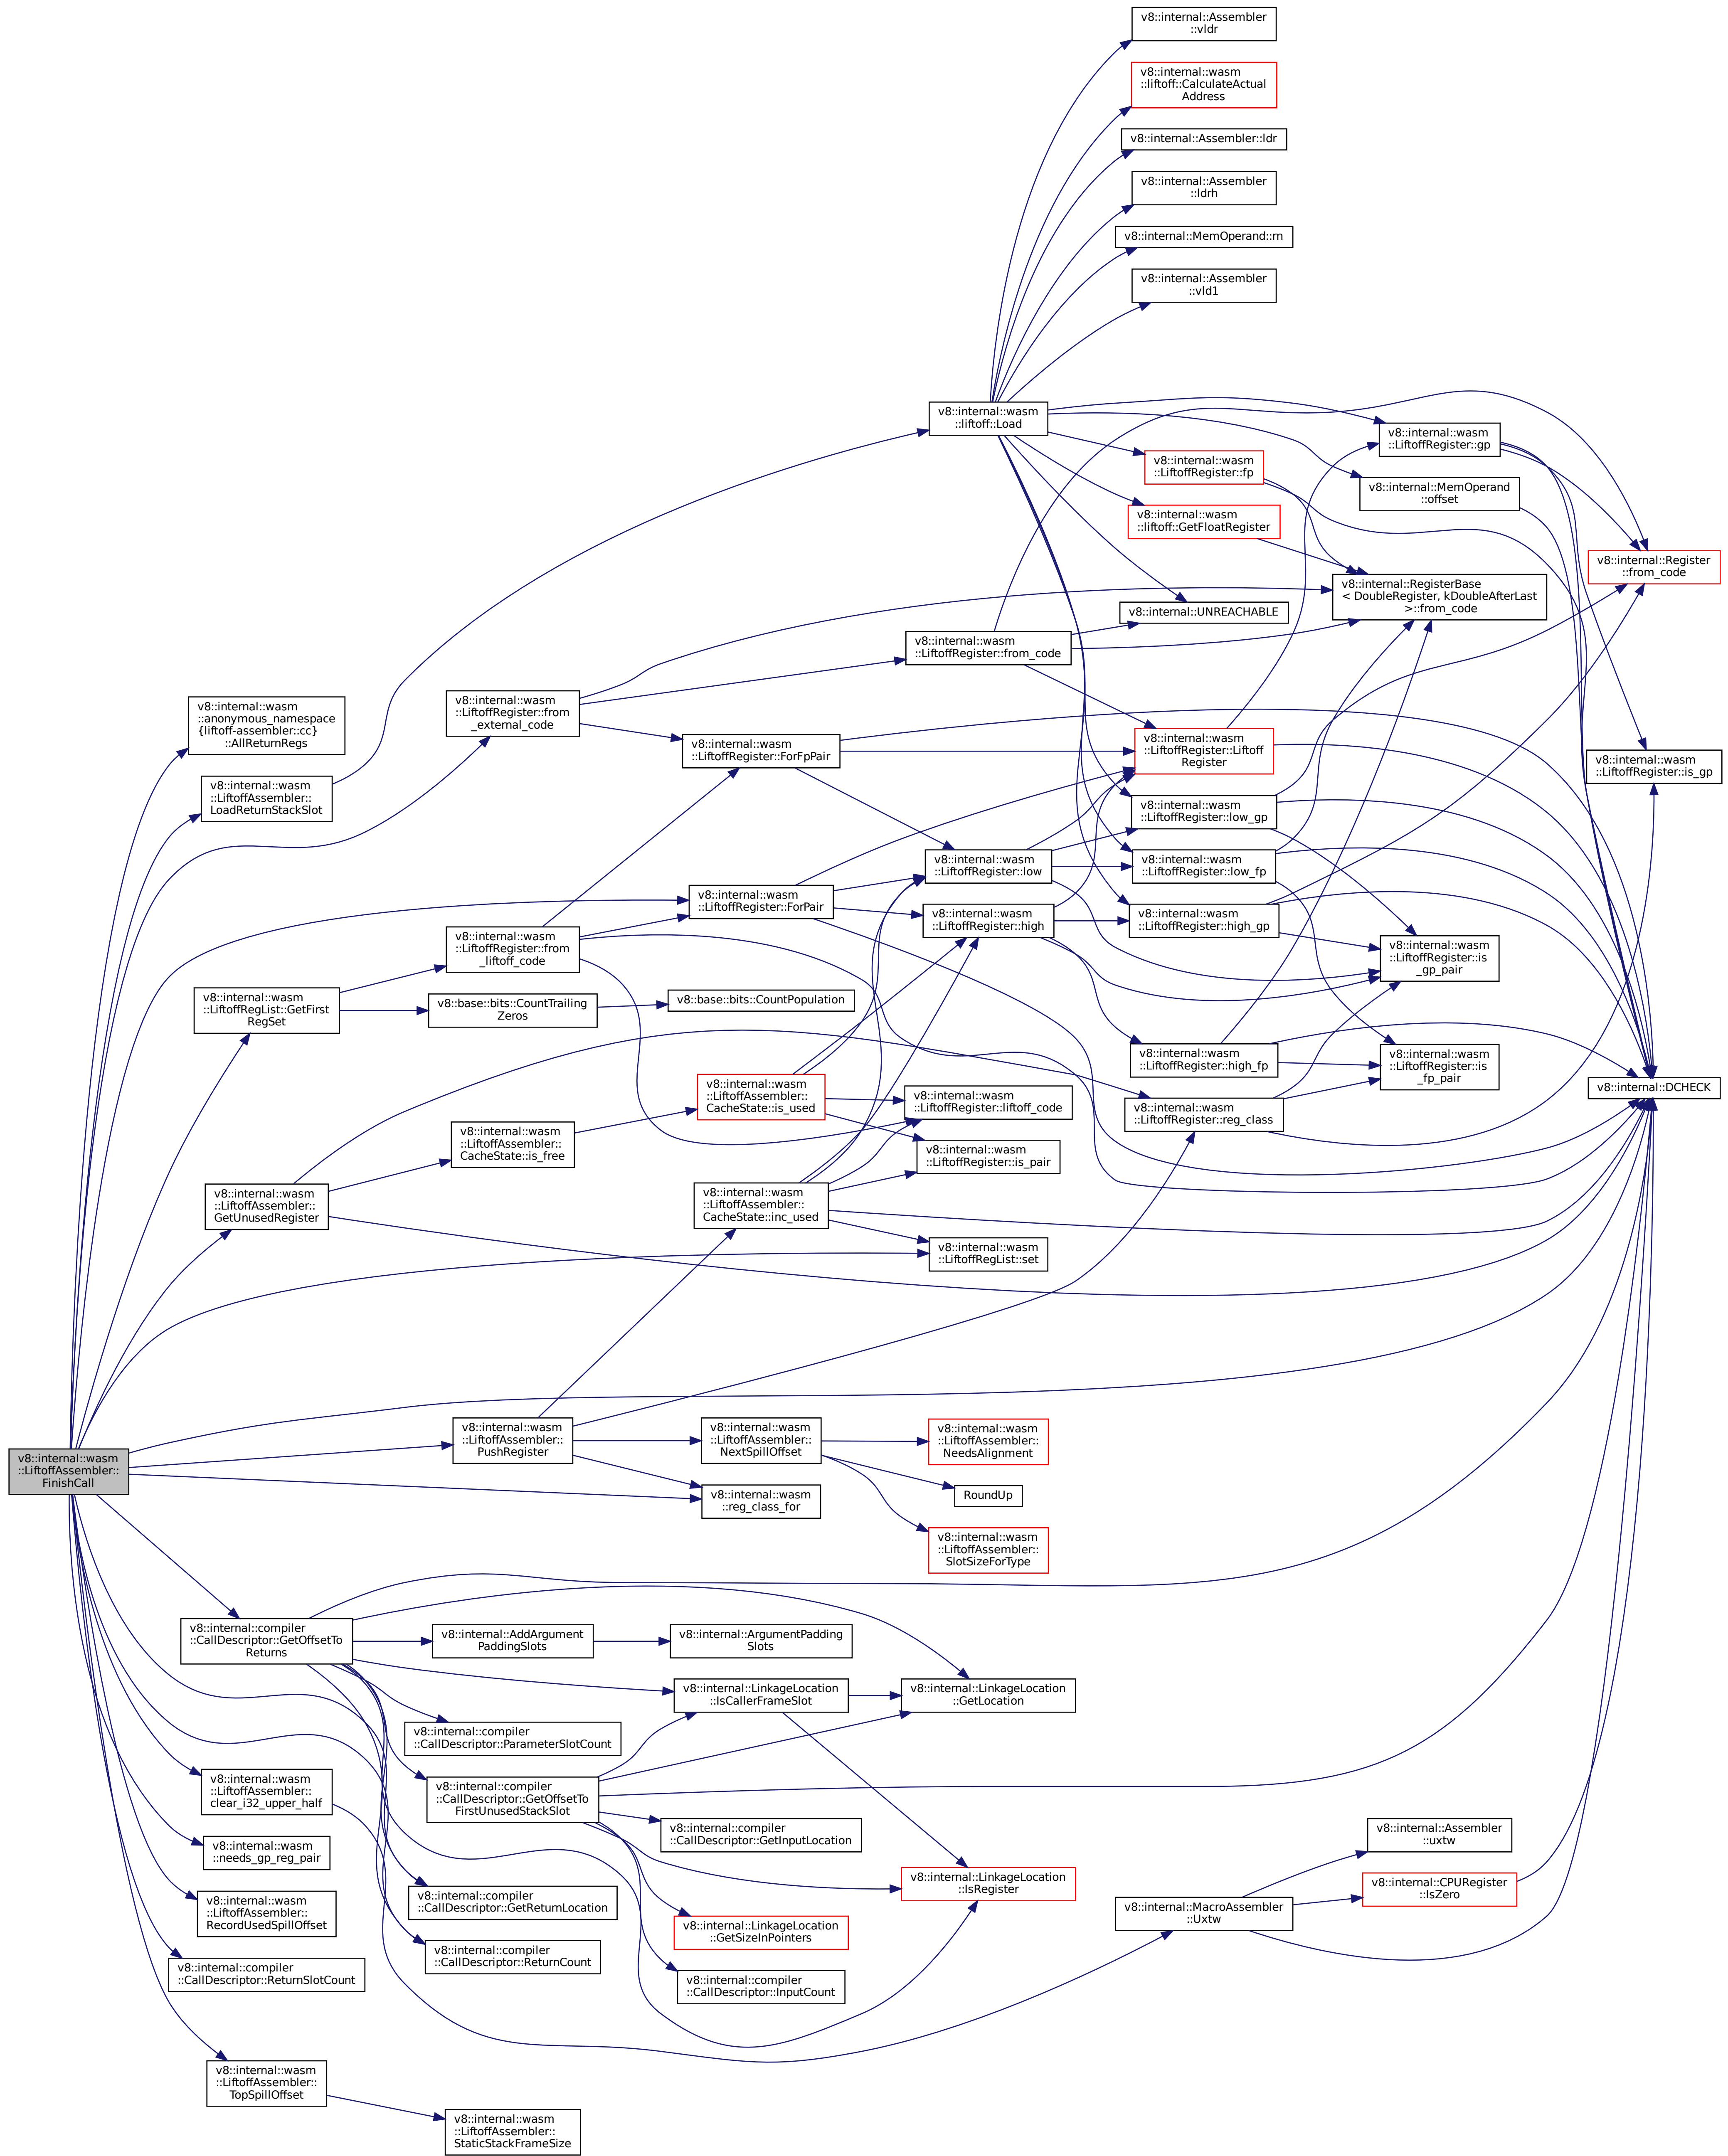 v8::internal::Assembler
::vldr
v8::internal::wasm
::liftoff::CalculateActual
Address
v8::internal::Assembler::ldr
v8::internal::Assembler
::ldrh
v8::internal::MemOperand::rn
v8::internal::Assembler
::vld1
v8::internal::wasm
::liftoff::Load
v8::internal::wasm
::LiftoffRegister::gp
v8::internal::wasm
::LiftoffRegister::fp
v8::internal::MemOperand
::offset
v8::internal::wasm
::liftoff::GetFloatRegister
v8::internal::Register
::from_code
v8::internal::RegisterBase
< DoubleRegister, kDoubleAfterLast
>::from_code
v8::internal::UNREACHABLE
v8::internal::wasm
::LiftoffRegister::from_code
v8::internal::wasm
::anonymous_namespace
{liftoff-assembler::cc}
::AllReturnRegs
v8::internal::wasm
::LiftoffRegister::from
_external_code
v8::internal::wasm
::LiftoffRegister::ForFpPair
v8::internal::wasm
::LiftoffRegister::Liftoff
Register
v8::internal::wasm
::LiftoffRegister::is_gp
v8::internal::wasm
::LiftoffAssembler::
LoadReturnStackSlot
v8::internal::wasm
::LiftoffRegister::low_gp
v8::internal::wasm
::LiftoffRegister::low
v8::internal::wasm
::LiftoffRegister::low_fp
v8::internal::wasm
::LiftoffRegister::ForPair
v8::internal::wasm
::LiftoffRegister::high
v8::internal::wasm
::LiftoffRegister::high_gp
v8::internal::wasm
::LiftoffRegister::from
_liftoff_code
v8::internal::wasm
::LiftoffRegister::is
_gp_pair
v8::internal::wasm
::LiftoffRegList::GetFirst
RegSet
v8::base::bits::CountTrailing
Zeros
v8::base::bits::CountPopulation
v8::internal::wasm
::LiftoffRegister::high_fp
v8::internal::wasm
::LiftoffRegister::is
_fp_pair
v8::internal::DCHECK
v8::internal::wasm
::LiftoffAssembler::
CacheState::is_used
v8::internal::wasm
::LiftoffRegister::liftoff_code
v8::internal::wasm
::LiftoffRegister::reg_class
v8::internal::wasm
::LiftoffAssembler::
CacheState::is_free
v8::internal::wasm
::LiftoffRegister::is_pair
v8::internal::wasm
::LiftoffAssembler::
GetUnusedRegister
v8::internal::wasm
::LiftoffAssembler::
CacheState::inc_used
v8::internal::wasm
::LiftoffRegList::set
v8::internal::wasm
::LiftoffAssembler::
FinishCall
v8::internal::wasm
::LiftoffAssembler::
PushRegister
v8::internal::wasm
::LiftoffAssembler::
NextSpillOffset
v8::internal::wasm
::LiftoffAssembler::
NeedsAlignment
v8::internal::wasm
::reg_class_for
RoundUp
v8::internal::wasm
::LiftoffAssembler::
SlotSizeForType
v8::internal::compiler
::CallDescriptor::GetOffsetTo
Returns
v8::internal::AddArgument
PaddingSlots
v8::internal::ArgumentPadding
Slots
v8::internal::LinkageLocation
::IsCallerFrameSlot
v8::internal::LinkageLocation
::GetLocation
v8::internal::compiler
::CallDescriptor::ParameterSlotCount
v8::internal::wasm
::LiftoffAssembler::
clear_i32_upper_half
v8::internal::compiler
::CallDescriptor::GetOffsetTo
FirstUnusedStackSlot
v8::internal::compiler
::CallDescriptor::GetInputLocation
v8::internal::Assembler
::uxtw
v8::internal::wasm
::needs_gp_reg_pair
v8::internal::LinkageLocation
::IsRegister
v8::internal::CPURegister
::IsZero
v8::internal::wasm
::LiftoffAssembler::
RecordUsedSpillOffset
v8::internal::compiler
::CallDescriptor::GetReturnLocation
v8::internal::LinkageLocation
::GetSizeInPointers
v8::internal::MacroAssembler
::Uxtw
v8::internal::compiler
::CallDescriptor::ReturnSlotCount
v8::internal::compiler
::CallDescriptor::ReturnCount
v8::internal::compiler
::CallDescriptor::InputCount
v8::internal::wasm
::LiftoffAssembler::
TopSpillOffset
v8::internal::wasm
::LiftoffAssembler::
StaticStackFrameSize